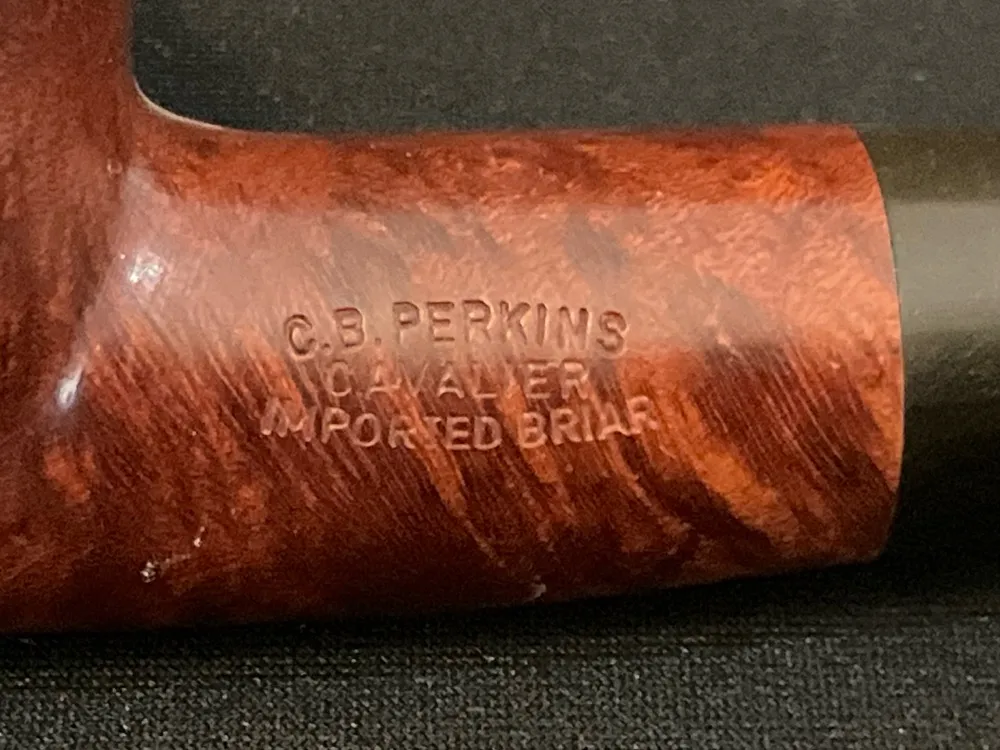 C.B. PERKINS
CAVALIER
IMPORTED BRIAR